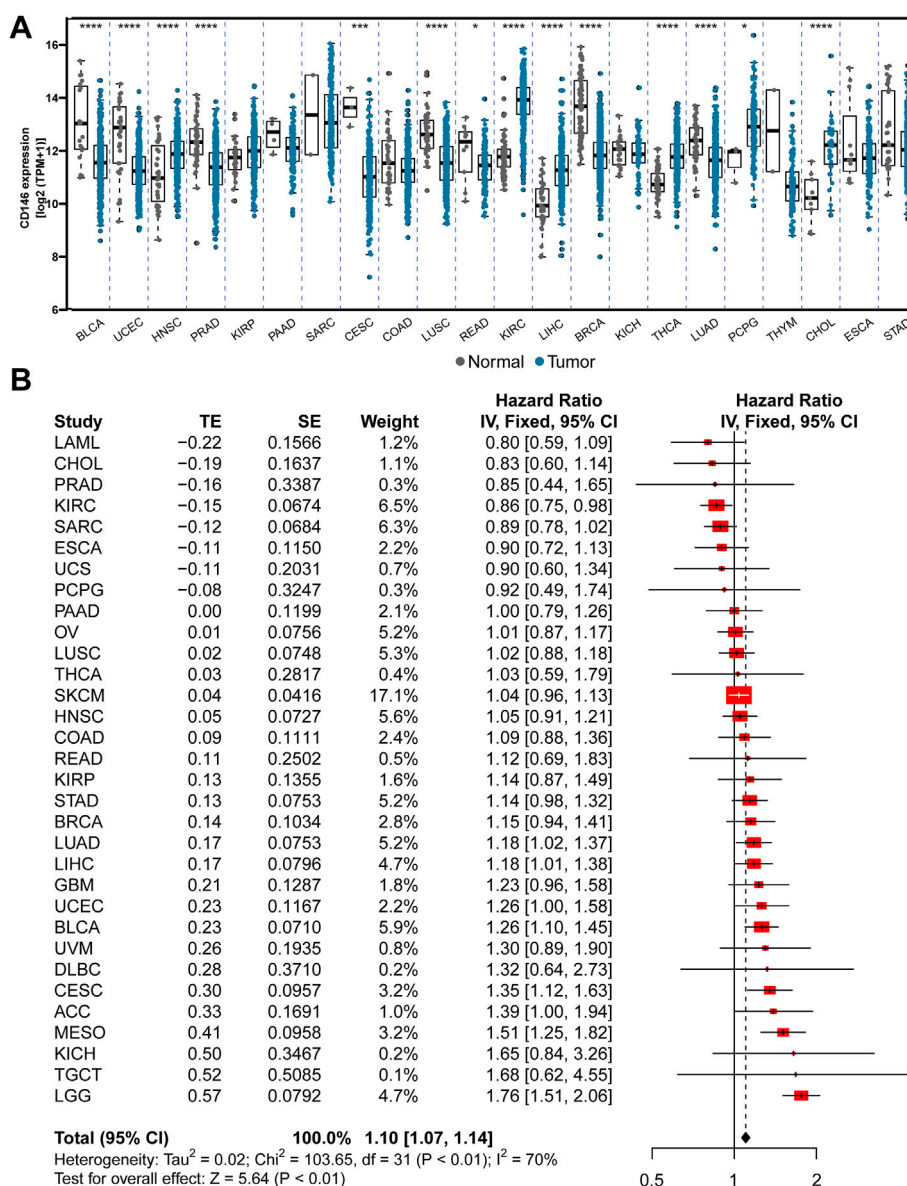 A
**** **** **** **** *** **** * **** **** **** **** **** * ****
CD146 expression
[log2 (TPM+1)]
16
14
12
10
8
6
BLCA UCEC HNSC PRAD KIRP PAAD SARC CESC COAD LUSC READ KIRC LIHC BRCA KICH THCA LUAD PCPG THYM CHOL ESCA STAD
Normal Tumor
B
Hazard Ratio Hazard Ratio
Study TE SE Weight IV, Fixed, 95% CI IV, Fixed, 95% CI
LAML −0.22 0.1566 1.2% 0.80 [0.59, 1.09]
CHOL −0.19 0.1637 1.1% 0.83 [0.60, 1.14]
PRAD −0.16 0.3387 0.3% 0.85 [0.44, 1.65]
KIRC −0.15 0.0674 6.5% 0.86 [0.75, 0.98]
SARC −0.12 0.0684 6.3% 0.89 [0.78, 1.02]
ESCA −0.11 0.1150 2.2% 0.90 [0.72, 1.13]
UCS −0.11 0.2031 0.7% 0.90 [0.60, 1.34]
PCPG −0.08 0.3247 0.3% 0.92 [0.49, 1.74]
PAAD 0.00 0.1199 2.1% 1.00 [0.79, 1.26]
OV 0.01 0.0756 5.2% 1.01 [0.87, 1.17]
LUSC 0.02 0.0748 5.3% 1.02 [0.88, 1.18]
THCA 0.03 0.2817 0.4% 1.03 [0.59, 1.79]
SKCM 0.04 0.0416 17.1% 1.04 [0.96, 1.13]
HNSC 0.05 0.0727 5.6% 1.05 [0.91, 1.21]
COAD 0.09 0.1111 2.4% 1.09 [0.88, 1.36]
READ 0.11 0.2502 0.5% 1.12 [0.69, 1.83]
KIRP 0.13 0.1355 1.6% 1.14 [0.87, 1.49]
STAD 0.13 0.0753 5.2% 1.14 [0.98, 1.32]
BRCA 0.14 0.1034 2.8% 1.15 [0.94, 1.41]
LUAD 0.17 0.0753 5.2% 1.18 [1.02, 1.37]
LIHC 0.17 0.0796 4.7% 1.18 [1.01, 1.38]
GBM 0.21 0.1287 1.8% 1.23 [0.96, 1.58]
UCEC 0.23 0.1167 2.2% 1.26 [1.00, 1.58]
BLCA 0.23 0.0710 5.9% 1.26 [1.10, 1.45]
UVM 0.26 0.1935 0.8% 1.30 [0.89, 1.90]
DLBC 0.28 0.3710 0.2% 1.32 [0.64, 2.73]
CESC 0.30 0.0957 3.2% 1.35 [1.12, 1.63]
ACC 0.33 0.1691 1.0% 1.39 [1.00, 1.94]
MESO 0.41 0.0958 3.2% 1.51 [1.25, 1.82]
KICH 0.50 0.3467 0.2% 1.65 [0.84, 3.26]
TGCT 0.52 0.5085 0.1% 1.68 [0.62, 4.55]
LGG 0.57 0.0792 4.7% 1.76 [1.51, 2.06]
Total (95% CI) 100.0% 1.10 [1.07, 1.14]
Heterogeneity: Tau² = 0.02; Chi² = 103.65, df = 31 (P < 0.01); I² = 70%
Test for overall effect: Z = 5.64 (P < 0.01)
0.5 1 2